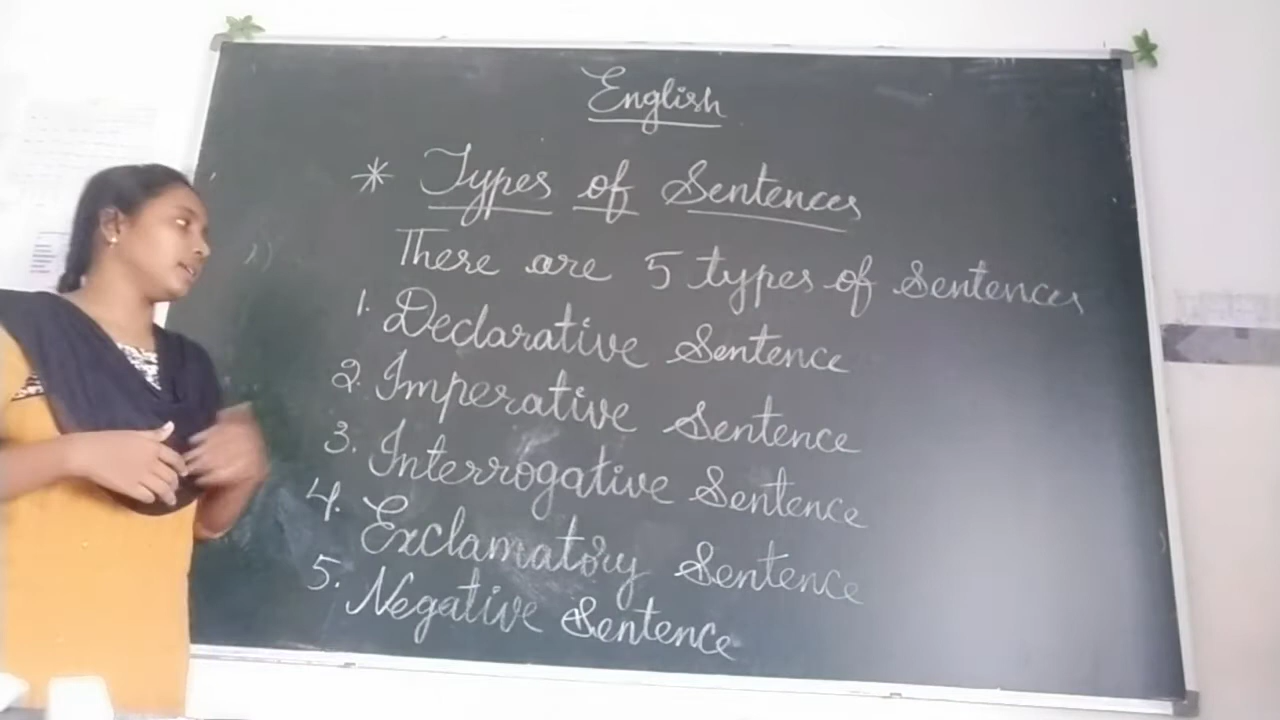 English
* Types of Sentences
There are 5 types of Sentences
1. Declarative Sentence
2. Imperative Sentence
3. Interrogative Sentence
4. Exclamatory Sentence
5. Negative Sentence